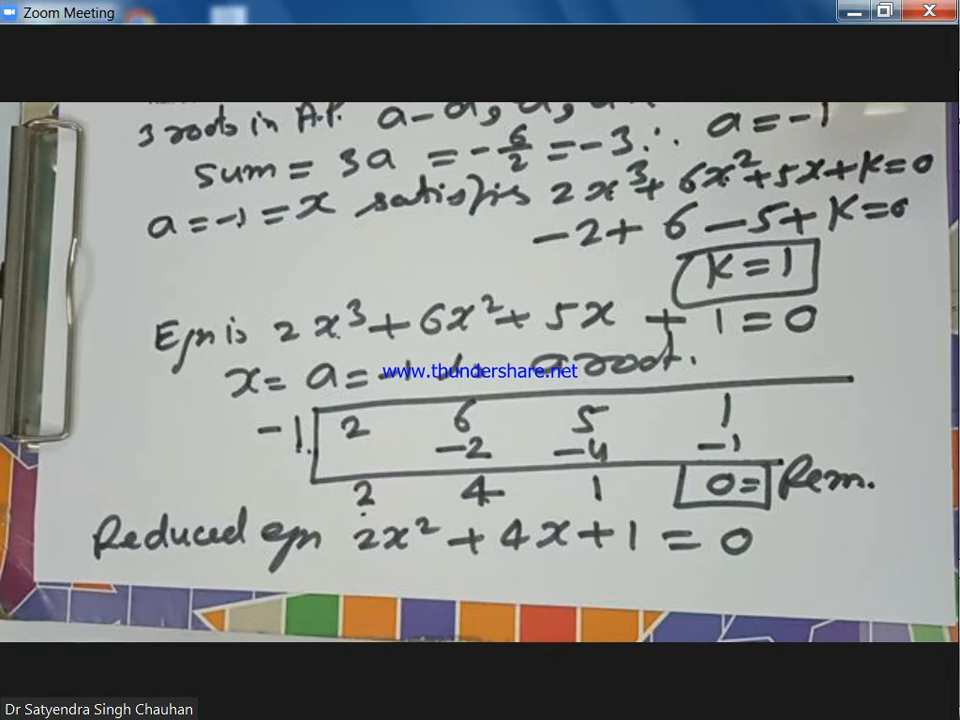 Zoom Meeting
3 roots in A.P. a-d, a,
sum = 3a = -6/2 = -3 ∴ a = -1
a = -1 = x satisfies 2x³ + 6x² + 5x + K = 0
-2 + 6 - 5 + K = 0
K = 1
Eqn is 2x³ + 6x² + 5x + 1 = 0
x = a = -1 is a root.
www.thundershare.net
-1 2 6 5 1
-2 -4 -1
2 4 1 0 = Rem.
Reduced eqn 2x² + 4x + 1 = 0
Dr Satyendra Singh Chauhan